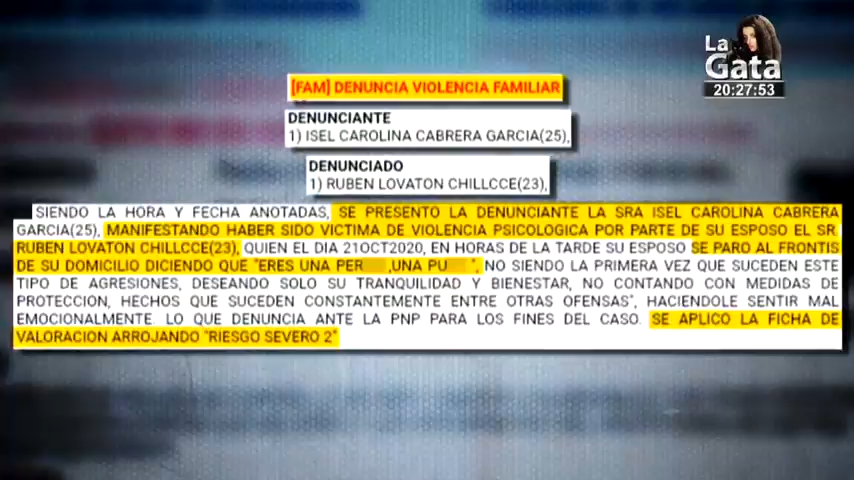 La
Gata
20:27:53
[FAM] DENUNCIA VIOLENCIA FAMILIAR
DENUNCIANTE
1) ISEL CAROLINA CABRERA GARCIA(25),
DENUNCIADO
1) RUBEN LOVATON CHILLCCE(23),
SIENDO LA HORA Y FECHA ANOTADAS, SE PRESENTO LA DENUNCIANTE LA SRA ISEL CAROLINA CABRERA
GARCIA(25), MANIFESTANDO HABER SIDO VICTIMA DE VIOLENCIA PSICOLOGICA POR PARTE DE SU ESPOSO EL SR.
RUBEN LOVATON CHILLCCE(23), QUIEN EL DIA 21OCT2020, EN HORAS DE LA TARDE SU ESPOSO SE PARO AL FRONTIS
DE SU DOMICILIO DICIENDO QUE "ERES UNA PER ,UNA PU ", NO SIENDO LA PRIMERA VEZ QUE SUCEDEN ESTE
TIPO DE AGRESIONES, DESEANDO SOLO SU TRANQUILIDAD Y BIENESTAR, NO CONTANDO CON MEDIDAS DE
PROTECCION, HECHOS QUE SUCEDEN CONSTANTEMENTE ENTRE OTRAS OFENSAS", HACIENDOLE SENTIR MAL
EMOCIONALMENTE. LO QUE DENUNCIA ANTE LA PNP PARA LOS FINES DEL CASO. SE APLICO LA FICHA DE
VALORACION ARROJANDO "RIESGO SEVERO 2"